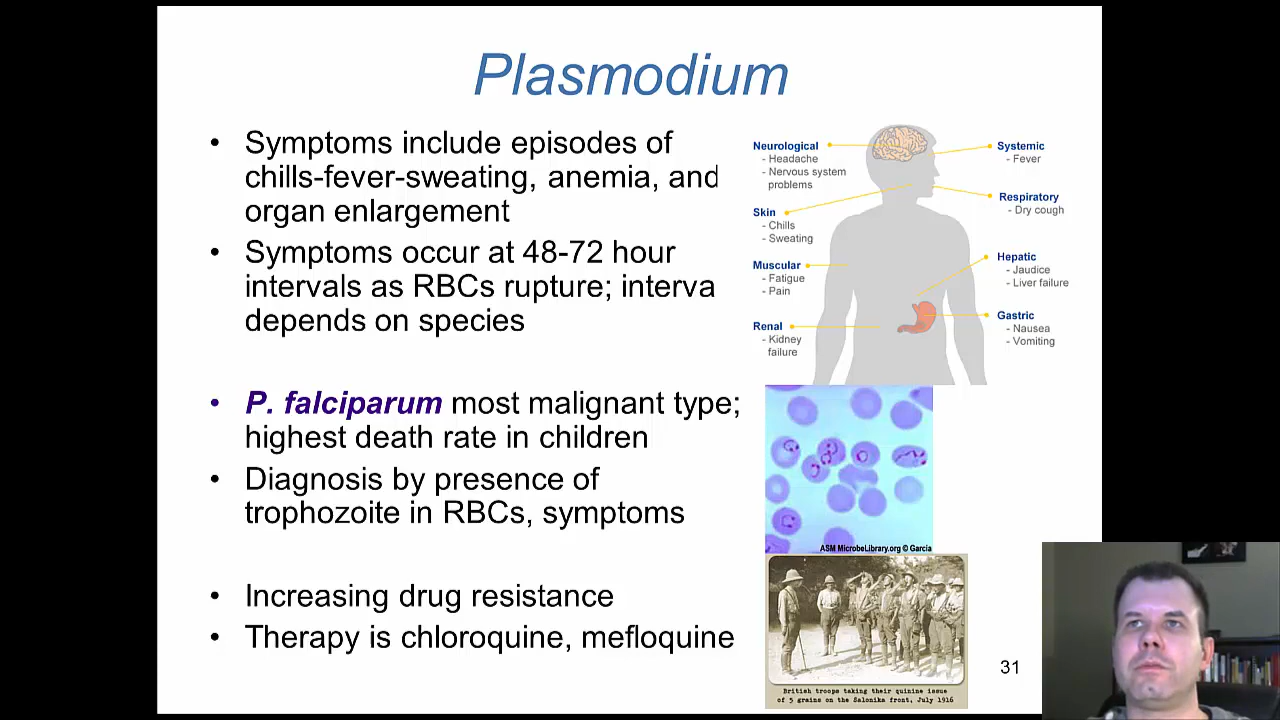 Plasmodium
• Symptoms include episodes of
chills-fever-sweating, anemia, and
organ enlargement
• Symptoms occur at 48-72 hour
intervals as RBCs rupture; interva
depends on species
• P. falciparum most malignant type;
highest death rate in children
• Diagnosis by presence of
trophozoite in RBCs, symptoms
• Increasing drug resistance
• Therapy is chloroquine, mefloquine
Neurological
- Headache
- Nervous system
problems
Skin
- Chills
- Sweating
Muscular
- Fatigue
- Pain
Renal
- Kidney
failure
Systemic
- Fever
Respiratory
- Dry cough
Hepatic
- Jaudice
- Liver failure
Gastric
- Nausea
- Vomiting
ASM MicrobeLibrary.org © Garcia
British troops taking their quinine issue
of 5 grains on the Salonika front, July 1916
31